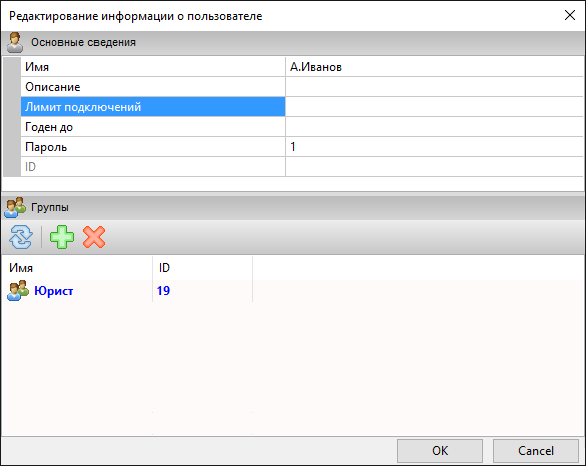 Редактирование информации о пользователе
Основные сведения
Имя А.Иванов
Описание
Лимит подключений
Годен до
Пароль 1
ID
Группы
Имя ID
Юрист 19
OK Cancel